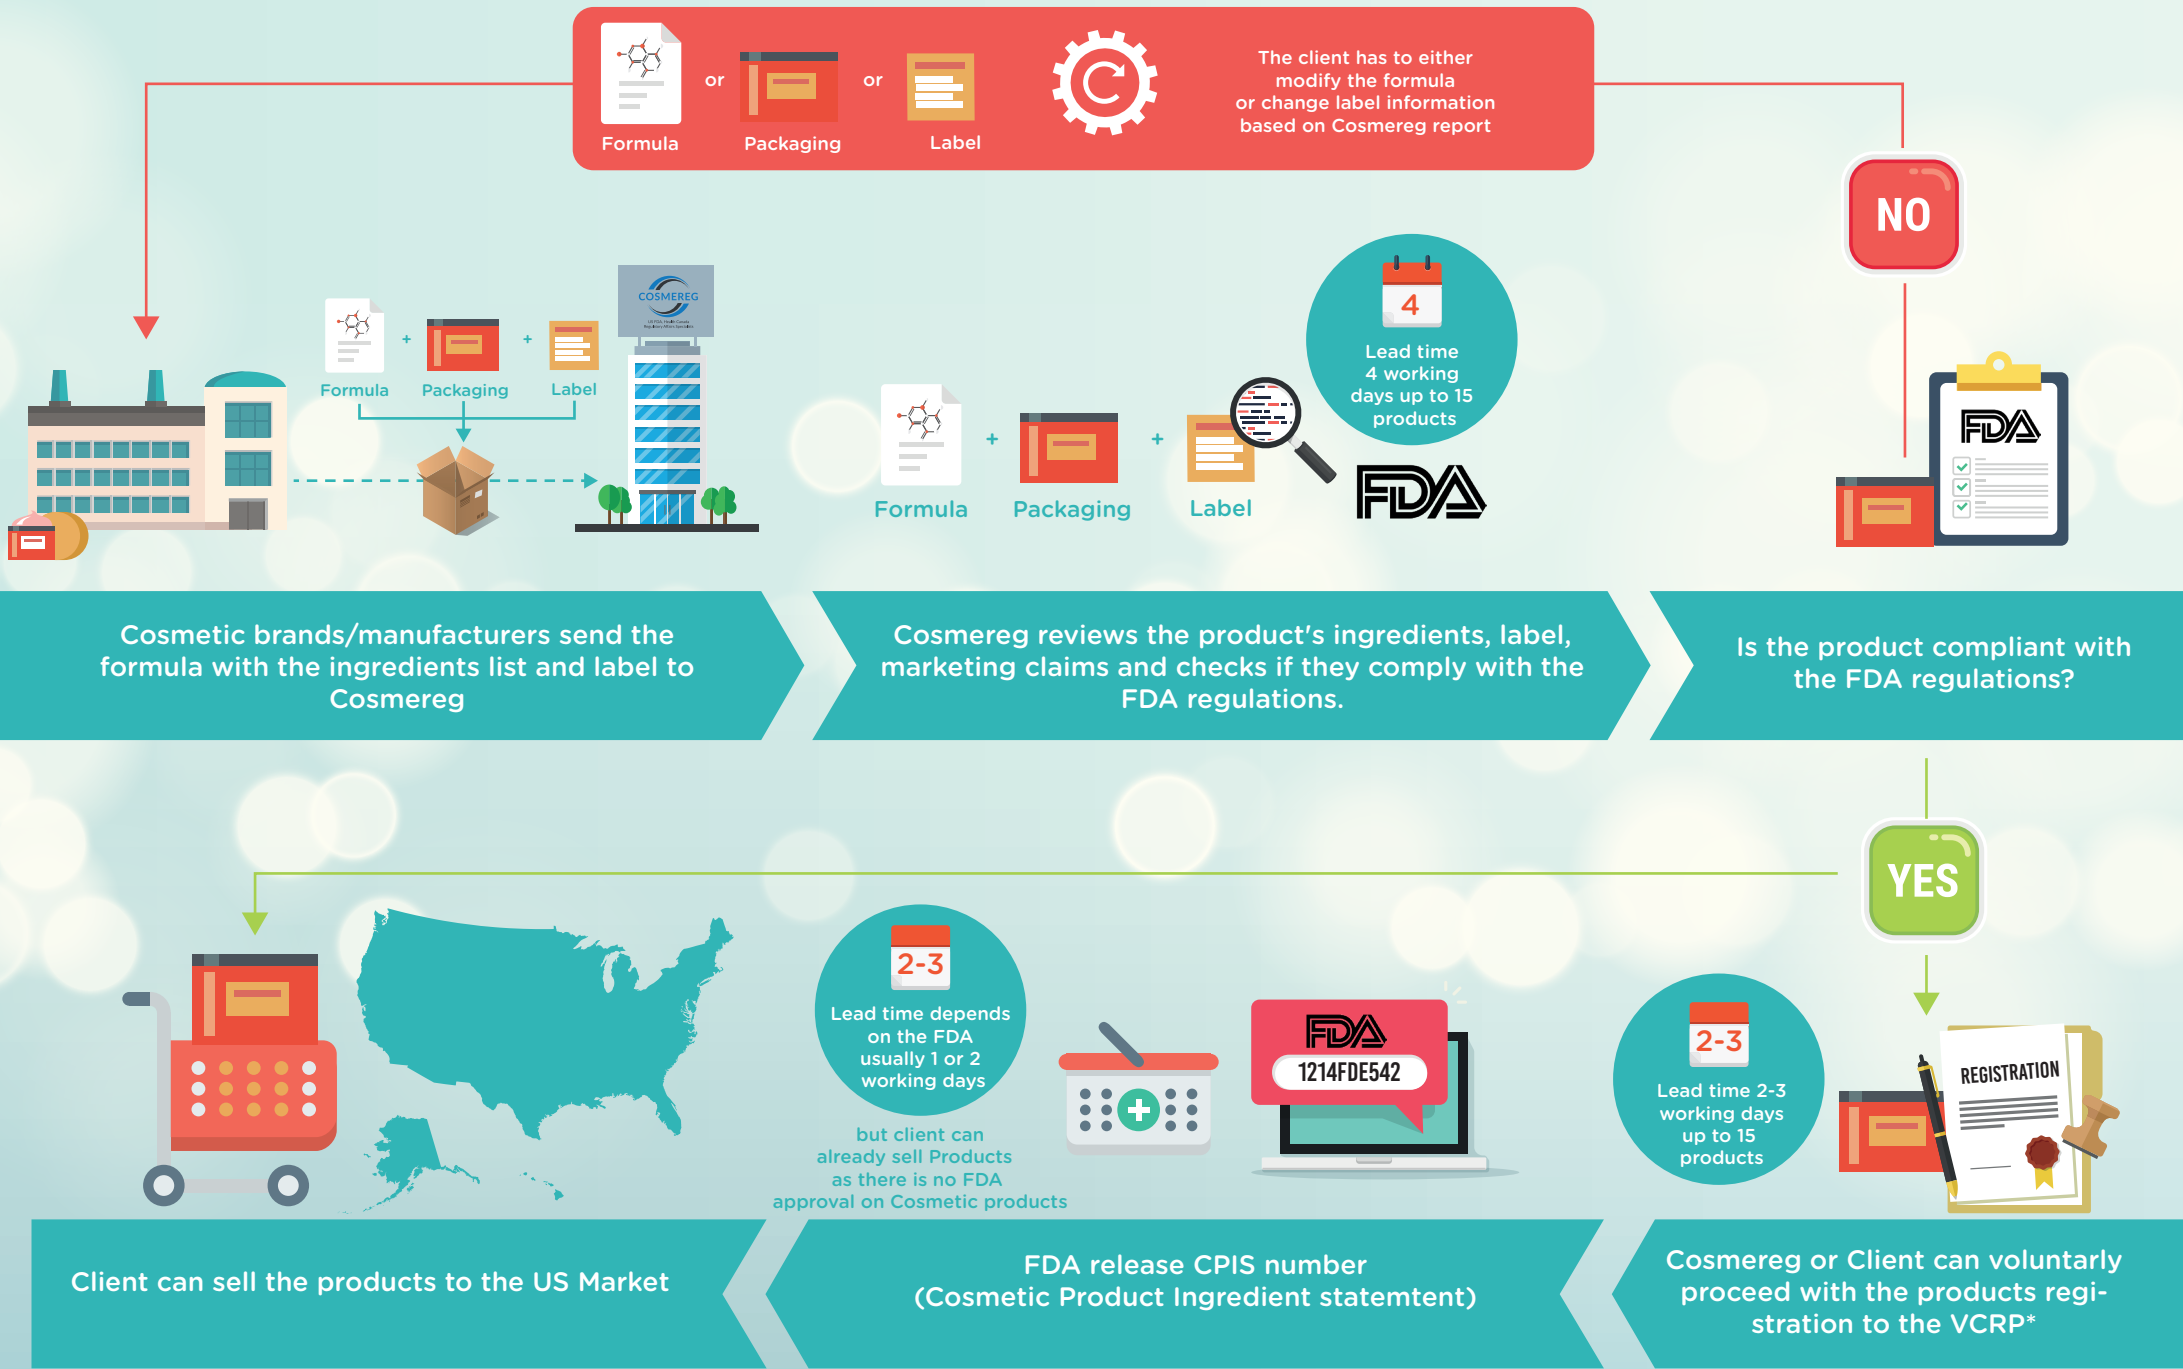 Formula
or
Packaging
or
Label
The client has to either
modify the formula
or change label information
based on Cosmereg report
NO
Formula
+
Packaging
+
Label
COSMEREG
US FDA, Health Canada
Regulatory Affairs Specialists
Formula
+
Packaging
+
Label
4
Lead time
4 working
days up to 15
products
FDA
FDA
Cosmetic brands/manufacturers send the
formula with the ingredients list and label to
Cosmereg
Cosmereg reviews the product's ingredients, label,
marketing claims and checks if they comply with the
FDA regulations.
Is the product compliant with
the FDA regulations?
YES
2-3
Lead time depends
on the FDA
usually 1 or 2
working days
but client can
already sell Products
as there is no FDA
approval on Cosmetic products
FDA
1214FDE542
2-3
Lead time 2-3
working days
up to 15
products
REGISTRATION
Client can sell the products to the US Market
FDA release CPIS number
(Cosmetic Product Ingredient statemtent)
Cosmereg or Client can voluntarly
proceed with the products regi-
stration to the VCRP*